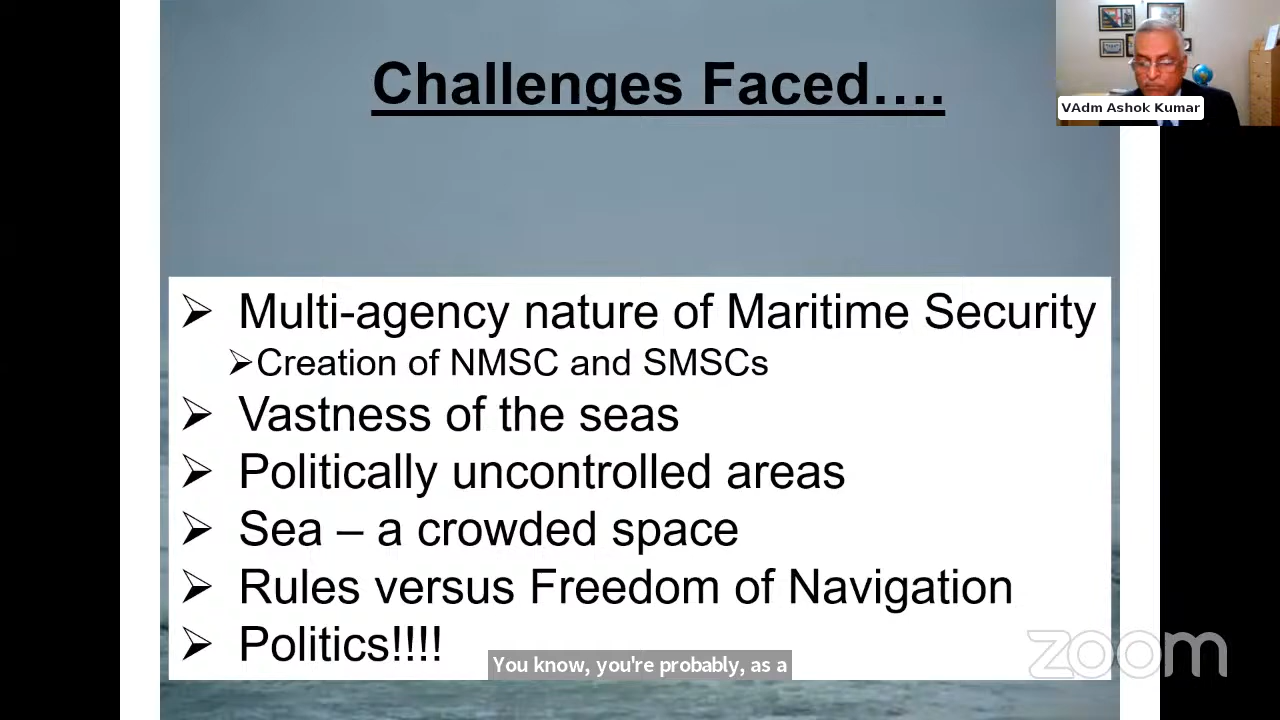 Challenges Faced….
VAdm Ashok Kumar
➢ Multi-agency nature of Maritime Security
➢Creation of NMSC and SMSCs
➢ Vastness of the seas
➢ Politically uncontrolled areas
➢ Sea – a crowded space
➢ Rules versus Freedom of Navigation
➢ Politics!!!!
You know, you're probably, as a
zoom